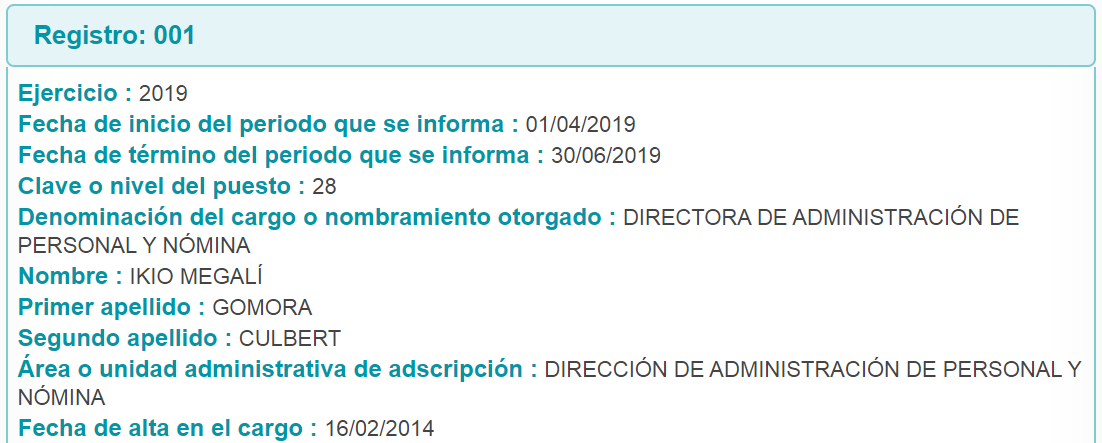 Registro: 001
Ejercicio : 2019
Fecha de inicio del periodo que se informa : 01/04/2019
Fecha de término del periodo que se informa : 30/06/2019
Clave o nivel del puesto : 28
Denominación del cargo o nombramiento otorgado : DIRECTORA DE ADMINISTRACIÓN DE
PERSONAL Y NÓMINA
Nombre : IKIO MEGALÍ
Primer apellido : GOMORA
Segundo apellido : CULBERT
Área o unidad administrativa de adscripción : DIRECCIÓN DE ADMINISTRACIÓN DE PERSONAL Y
NÓMINA
Fecha de alta en el cargo : 16/02/2014